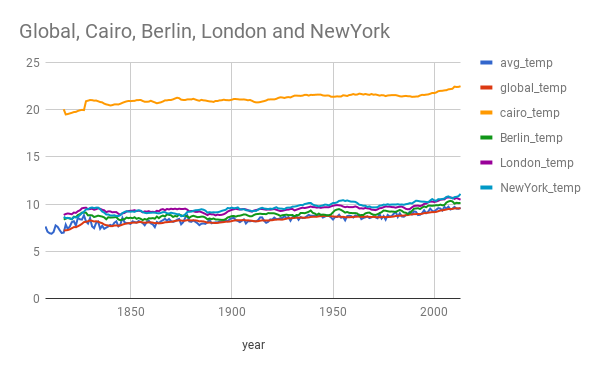 Global, Cairo, Berlin, London and NewYork
25
20
15
10
5
0
1850
1900
1950
2000
year
avg_temp
global_temp
cairo_temp
Berlin_temp
London_temp
NewYork_temp